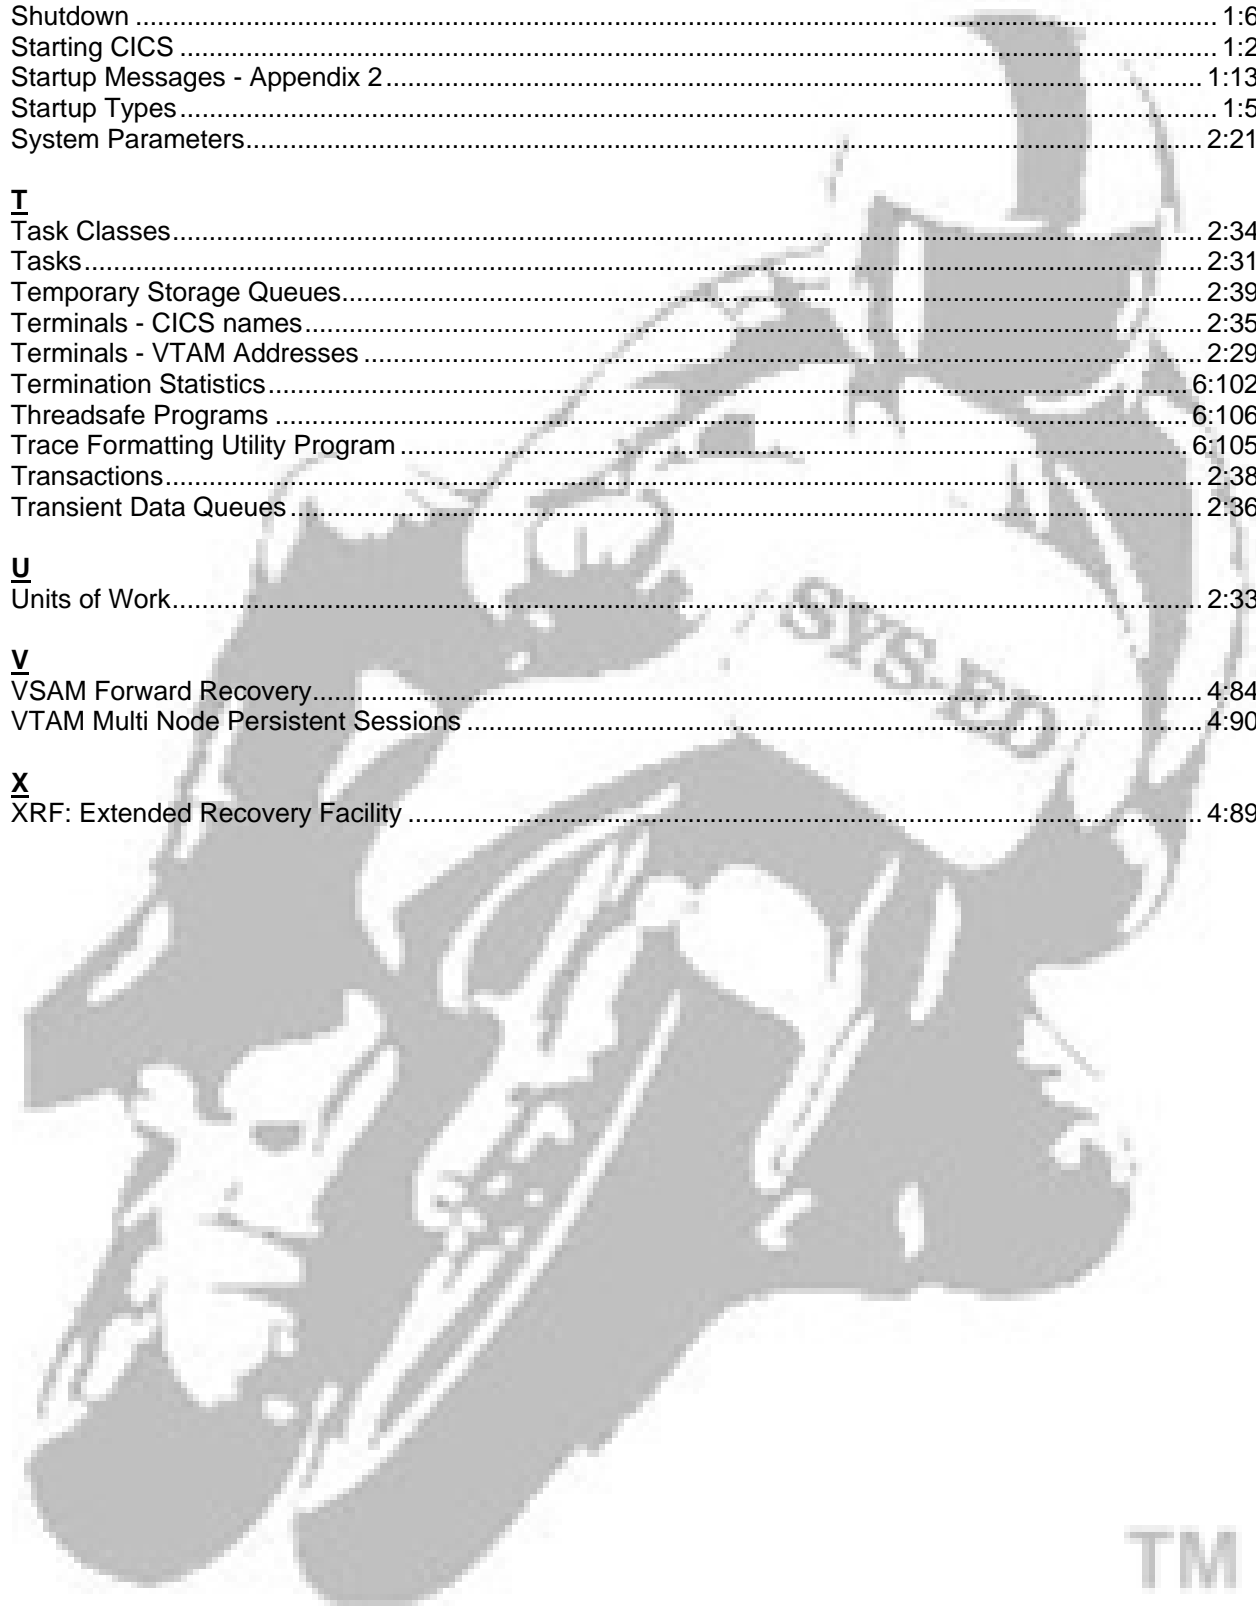 Shutdown ........ 1:6
Starting CICS ........ 1:2
Startup Messages - Appendix 2 ........ 1:13
Startup Types ........ 1:5
System Parameters ........ 2:21
T
Task Classes ........ 2:34
Tasks ........ 2:31
Temporary Storage Queues ........ 2:39
Terminals - CICS names ........ 2:35
Terminals - VTAM Addresses ........ 2:29
Termination Statistics ........ 6:102
Threadsafe Programs ........ 6:106
Trace Formatting Utility Program ........ 6:105
Transactions ........ 2:38
Transient Data Queues ........ 2:36
U
Units of Work ........ 2:33
SYS-ED
V
VSAM Forward Recovery ........ 4:84
VTAM Multi Node Persistent Sessions ........ 4:90
X
XRF: Extended Recovery Facility ........ 4:89
TM